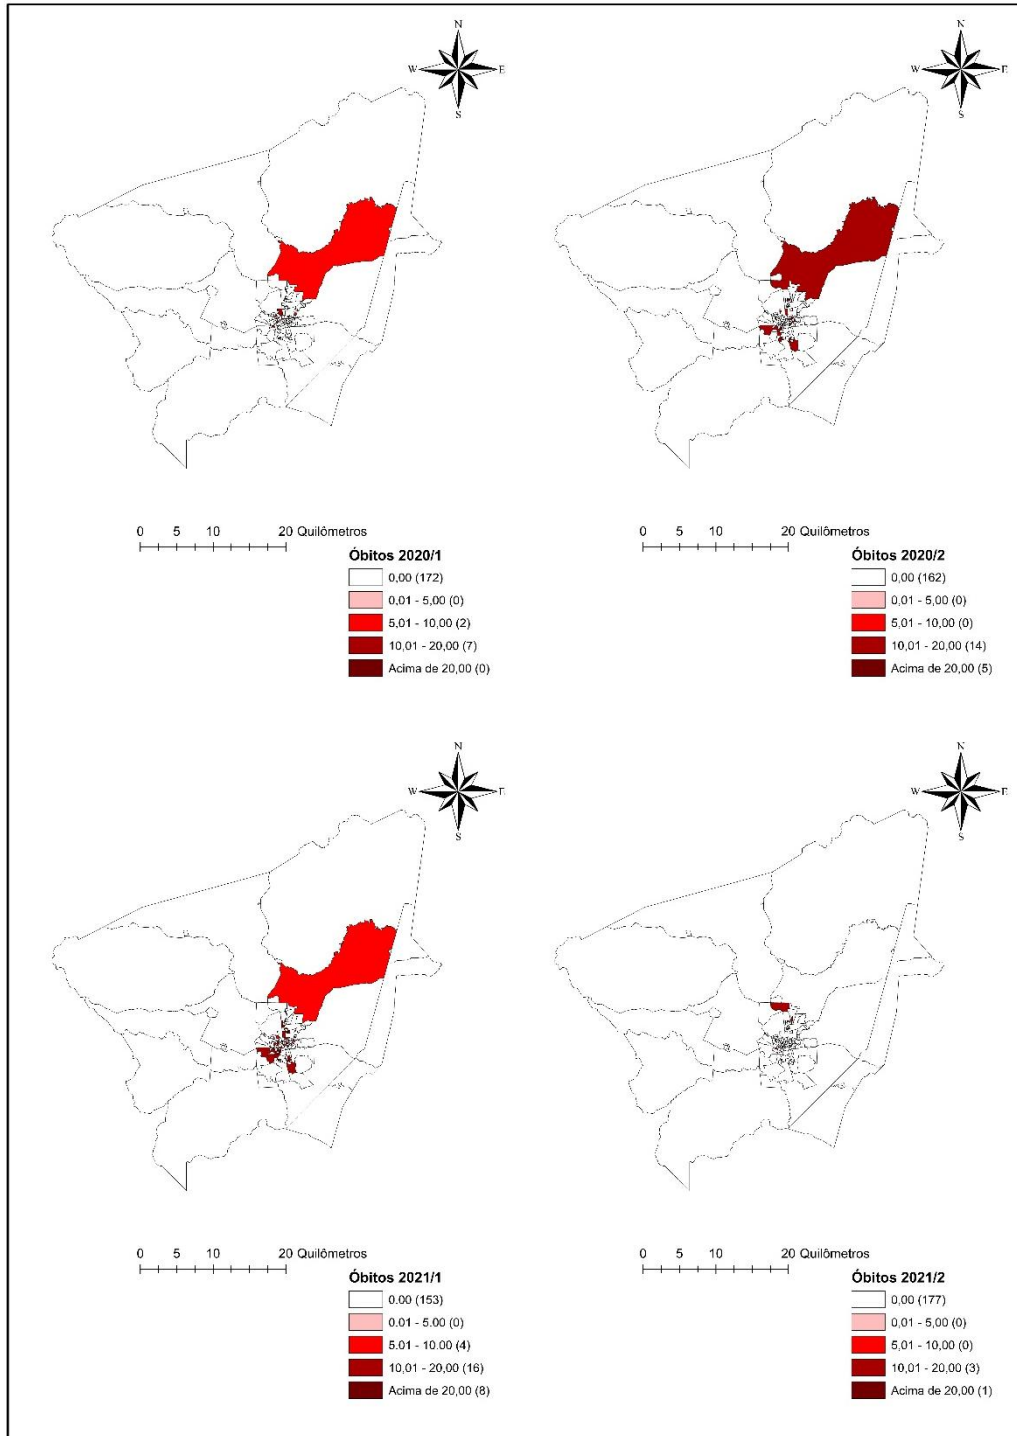 N
W E
S
N
W E
S
0 5 10 20 Quilômetros
Óbitos 2020/1
0,00 (172)
0,01 - 5,00 (0)
5,01 - 10,00 (2)
10,01 - 20,00 (7)
Acima de 20,00 (0)
0 5 10 20 Quilômetros
Óbitos 2020/2
0,00 (162)
0,01 - 5,00 (0)
5,01 - 10,00 (0)
10,01 - 20,00 (14)
Acima de 20,00 (5)
N
W E
S
N
W E
S
0 5 10 20 Quilômetros
Óbitos 2021/1
0.00 (153)
0.01 - 5.00 (0)
5.01 - 10.00 (4)
10,01 - 20,00 (16)
Acima de 20,00 (8)
0 5 10 20 Quilômetros
Óbitos 2021/2
0,00 (177)
0,01 - 5,00 (0)
5,01 - 10,00 (0)
10,01 - 20,00 (3)
Acima de 20,00 (1)